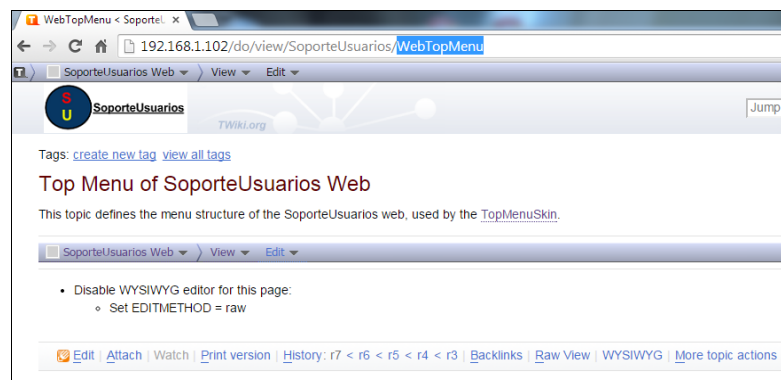 WebTopMenu < Soporte
192.168.1.102/do/view/SoporteUsuarios/WebTopMenu
T SoporteUsuarios Web View Edit
S U SoporteUsuarios TWiki.org Jump
Tags: create new tag view all tags
Top Menu of SoporteUsuarios Web
This topic defines the menu structure of the SoporteUsuarios web, used by the TopMenuSkin.
SoporteUsuarios Web View Edit
• Disable WYSIWYG editor for this page:
◦ Set EDITMETHOD = raw
Edit | Attach | Watch | Print version | History: r7 < r6 < r5 < r4 < r3 | Backlinks | Raw View | WYSIWYG | More topic actions